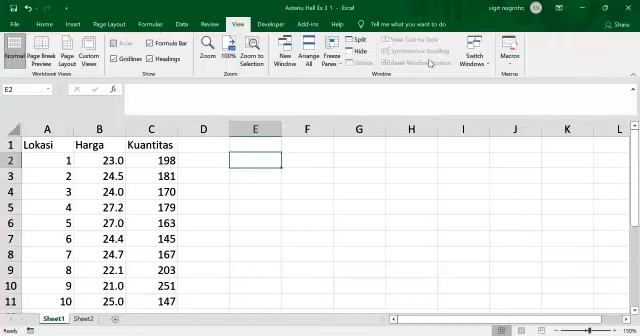 Asteriu Hall Ex 3 1 - Excel
sigit nugroho
SN
File Home Insert Page Layout Formulas Data Review View Developer Add-ins Help Tell me what you want to do
Share
Normal Page Break Preview Page Layout Custom Views
Ruler Formula Bar
Gridlines Headings
Zoom 100% Zoom to Selection
New Window Arrange All Freeze Panes
Split
Hide
Unhide
View Side by Side
Synchronous Scrolling
Reset Window Position
Switch Windows
Macros
Workbook Views Show Zoom Window Macros
E2 fx
A B C D E F G H I J K L
1 Lokasi Harga Kuantitas
2 1 23.0 198
3 2 24.5 181
4 3 24.0 170
5 4 27.2 179
6 5 27.0 163
7 6 24.4 145
8 7 24.7 167
9 8 22.1 203
10 9 21.0 251
11 10 25.0 147
Sheet1 Sheet2
Ready
150%